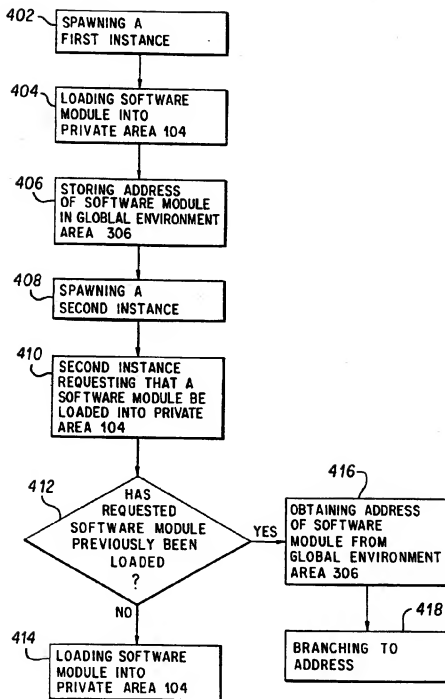 402
SPAWNING A
FIRST INSTANCE
404
LOADING SOFTWARE
MODULE INTO
PRIVATE AREA 104
406
STORING ADDRESS
OF SOFTWARE MODULE
IN GLOBLAL ENVIRONMENT
AREA 306
408
SPAWNING A
SECOND INSTANCE
410
SECOND INSTANCE
REQUESTING THAT A
SOFTWARE MODULE BE
LOADED INTO PRIVATE
AREA 104
412
HAS
REQUESTED
SOFTWARE MODULE
PREVIOUSLY BEEN
LOADED
?
YES
NO
416
OBTAINING ADDRESS
OF SOFTWARE
MODULE FROM
GLOBAL ENVIRONMENT
AREA 306
418
BRANCHING TO
ADDRESS
414
LOADING SOFTWARE
MODULE INTO
PRIVATE AREA 104